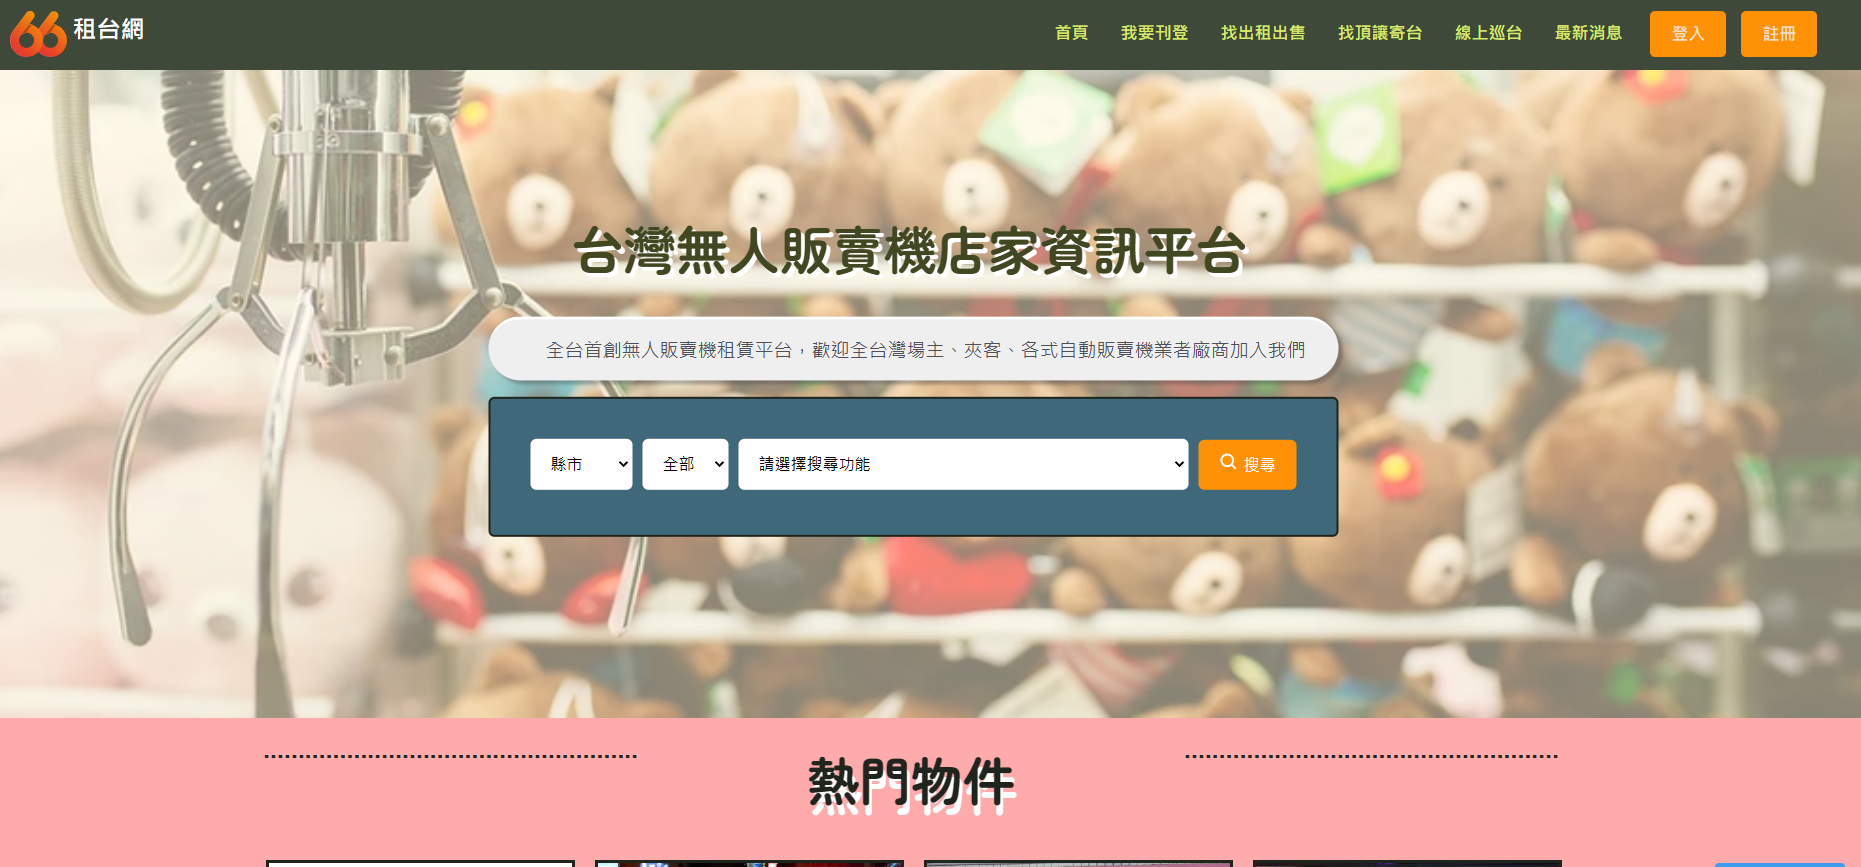 66 租台網
首頁 我要刊登 找出租出售 找頂讓寄台 線上巡台 最新消息 登入 註冊
台灣無人販賣機店家資訊平台
全台首創無人販賣機租賃平台，歡迎全台灣場主、夾客、各式自動販賣機業者廠商加入我們
縣市 全部 請選擇搜尋功能 搜尋
熱門物件